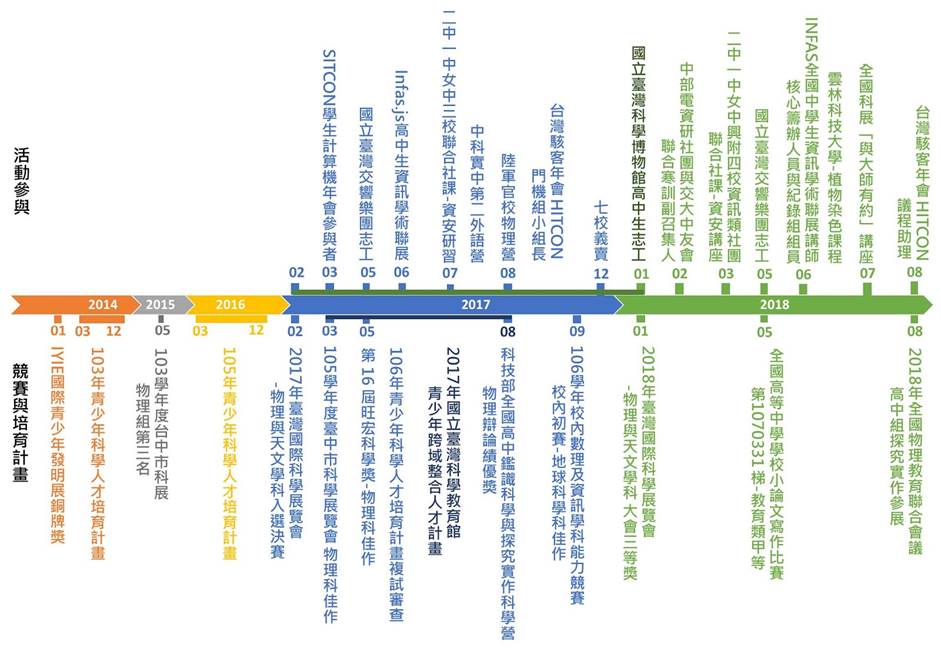 活動參與
SITCON學生計算機年會參與者
國立臺灣交響樂團志工
Infas.js高中生資訊學術聯展
二中一中女中三校聯合社課-資安研習
中科實中第二外語營
陸軍官校物理營
台灣駭客年會HITCON
門機組小組長
七校義賣
國立臺灣科學博物館高中生志工
中部電資研社團與交大中友會
聯合寒訓副召集人
二中一中女中興附四校資訊類社團
聯合社課-資安講座
國立臺灣交響樂團志工
INFAS全國中學生資訊學術聯展講師
核心籌辦人員與紀錄組組員
雲林科技大學-植物染色課程
全國科展「與大師有約」講座
台灣駭客年會HITCON
議程助理
02 03 05 06 07 08 12 01 02 03 05 06 07 08
2014 2015 2016 2017 2018
01 03 12 05 03 12 02 03 05 08 09 01 05 08
競賽與培育計畫
IYIE國際青少年發明展銅牌獎
103年青少年科學人才培育計畫
103學年度台中市科展
物理組第三名
105年青少年科學人才培育計畫
2017年臺灣國際科學展覽會
-物理與天文學科入選決賽
105學年度臺中市科學展覽會 物理科佳作
第16屆旺宏科學獎-物理科佳作
106年青少年科學人才培育計畫複試審查
2017年國立臺灣科學教育館
青少年跨域整合人才計畫
科技部全國高中鑑識科學與探究實作科學營
物理辯論績優獎
106學年校內數理及資訊學科能力競賽
校內初賽-地球科學科佳作
2018年臺灣國際科學展覽會
-物理與天文學科 大會三等獎
全國高等中學學校小論文寫作比賽
第1070331梯-教育類甲等
2018年全國物理教育聯合會議
高中組探究實作參展